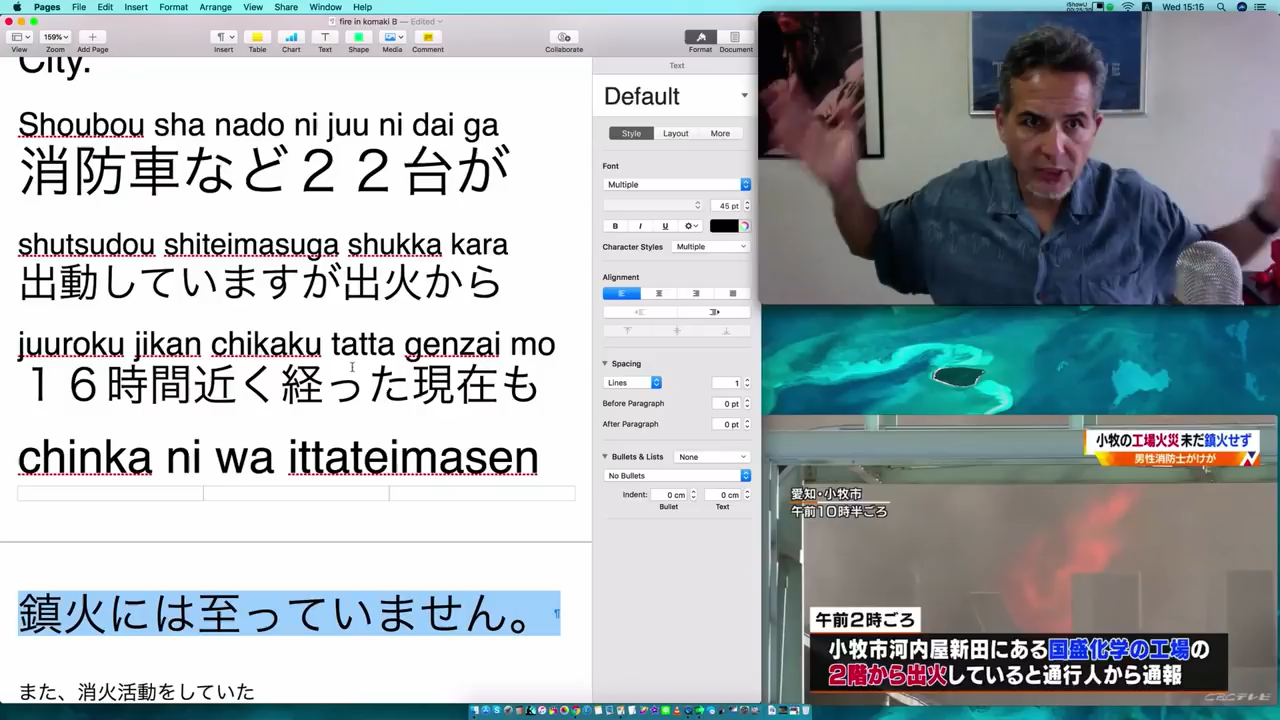 Pages File Edit Insert Format Arrange View Share Window Help
Wed 15:15
fire in komaki B — Edited
159%
View Zoom Add Page Insert Table Chart Text Shape Media Comment Collaborate Format Document
City.
Shoubou sha nado ni juu ni dai ga
消防車など２２台が
shutsudou shiteimasuga shukka kara
出動していますが出火から
juuroku jikan chikaku tatta genzai mo
１６時間近く経った現在も
chinka ni wa ittateimasen
鎮火には至っていません。
また、消火活動をしていた
Text
Default
Style Layout More
Font
Multiple
45 pt
B I U
Character Styles Multiple
Alignment
Spacing
Lines 1
Before Paragraph 0 pt
After Paragraph 0 pt
Bullets & Lists None
No Bullets
Indent: 0 cm 0 cm
Bullet Text
小牧の工場火災未だ鎮火せず
男性消防士がけが
愛知・小牧市
午前10時半ごろ
午前2時ごろ
小牧市河内屋新田にある国盛化学の工場の
2階から出火していると通行人から通報
CBCテレビ